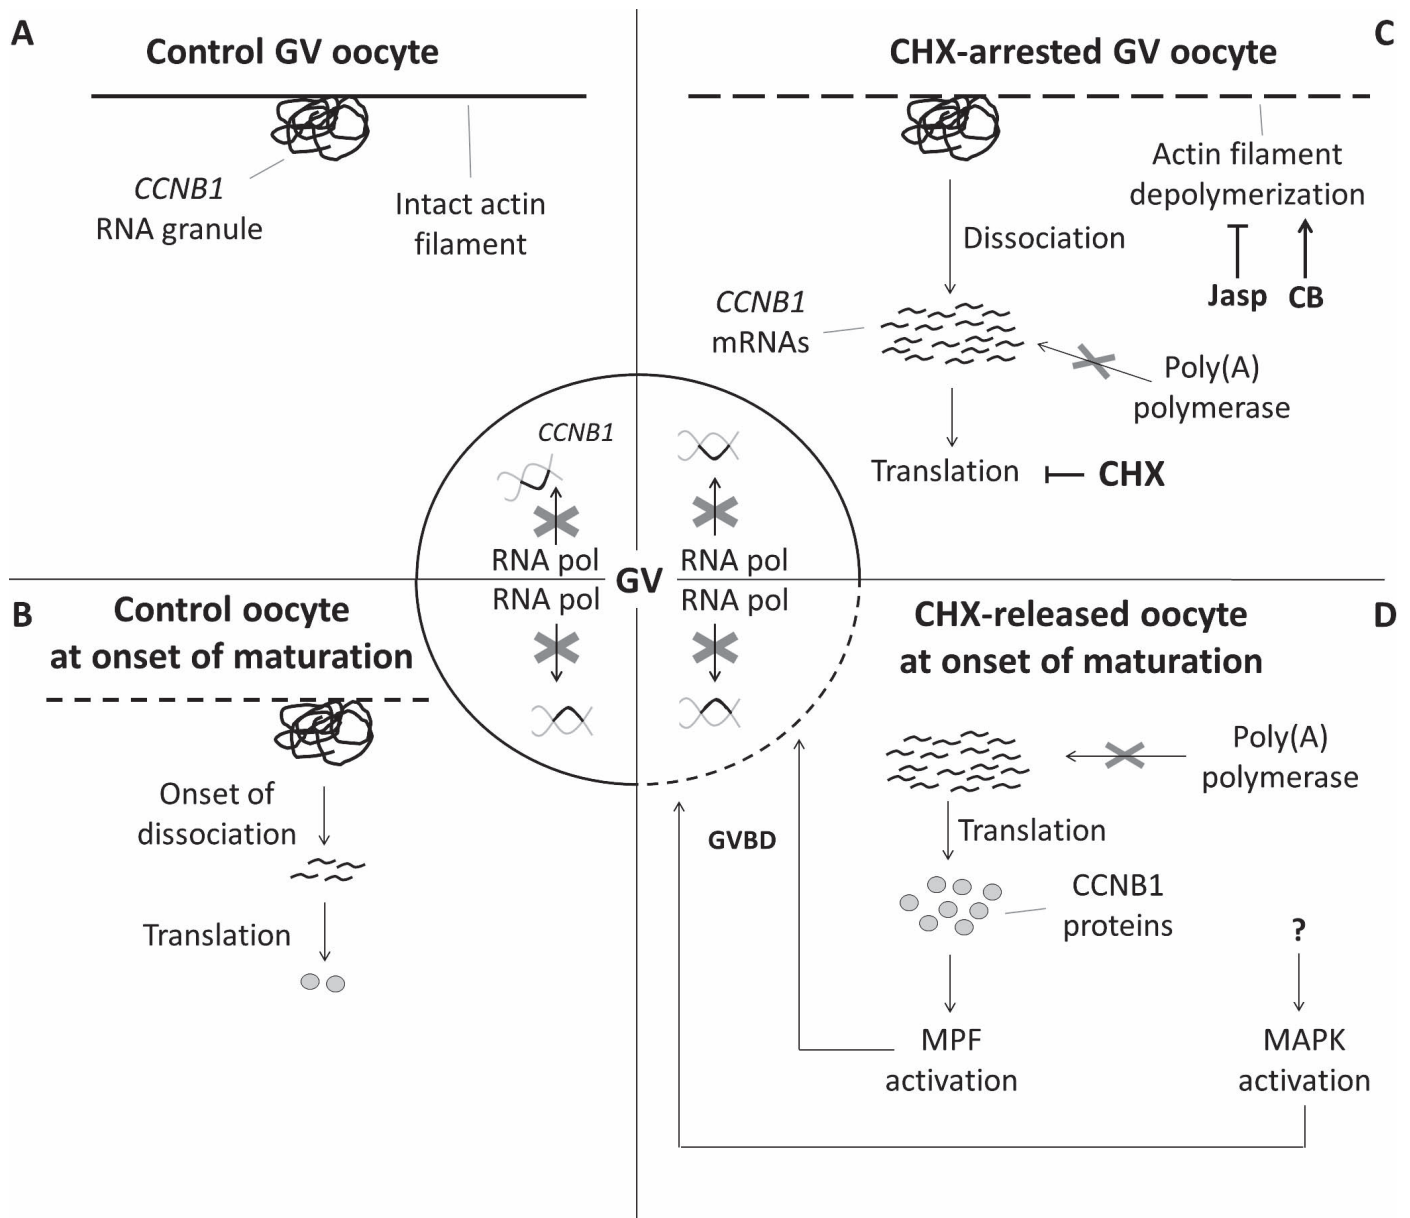 A
Control GV oocyte
CCNB1
RNA granule
Intact actin
filament
C
CHX-arrested GV oocyte
Actin filament
depolymerization
Dissociation
Jasp
CB
CCNB1
mRNAs
Poly(A)
polymerase
Translation
CHX
CCNB1
RNA pol
RNA pol
GV
RNA pol
RNA pol
B
Control oocyte
at onset of maturation
Onset of
dissociation
Translation
D
CHX-released oocyte
at onset of maturation
Poly(A)
polymerase
Translation
GVBD
CCNB1
proteins
?
MPF
activation
MAPK
activation